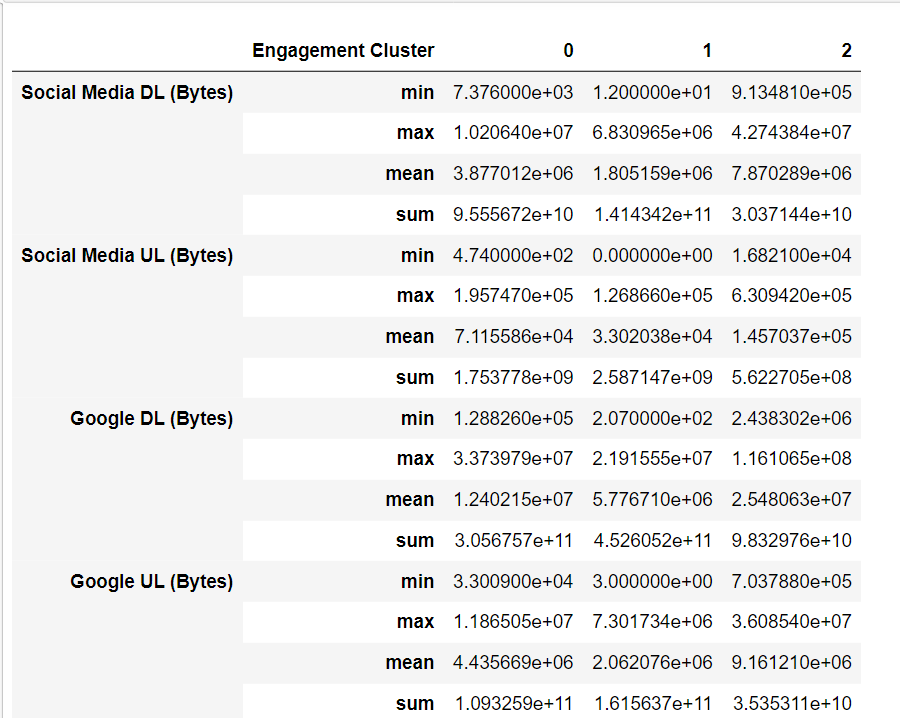 Engagement Cluster 0 1 2
Social Media DL (Bytes) min 7.376000e+03 1.200000e+01 9.134810e+05
max 1.020640e+07 6.830965e+06 4.274384e+07
mean 3.877012e+06 1.805159e+06 7.870289e+06
sum 9.555672e+10 1.414342e+11 3.037144e+10
Social Media UL (Bytes) min 4.740000e+02 0.000000e+00 1.682100e+04
max 1.957470e+05 1.268660e+05 6.309420e+05
mean 7.115586e+04 3.302038e+04 1.457037e+05
sum 1.753778e+09 2.587147e+09 5.622705e+08
Google DL (Bytes) min 1.288260e+05 2.070000e+02 2.438302e+06
max 3.373979e+07 2.191555e+07 1.161065e+08
mean 1.240215e+07 5.776710e+06 2.548063e+07
sum 3.056757e+11 4.526052e+11 9.832976e+10
Google UL (Bytes) min 3.300900e+04 3.000000e+00 7.037880e+05
max 1.186505e+07 7.301734e+06 3.608540e+07
mean 4.435669e+06 2.062076e+06 9.161210e+06
sum 1.093259e+11 1.615637e+11 3.535311e+10